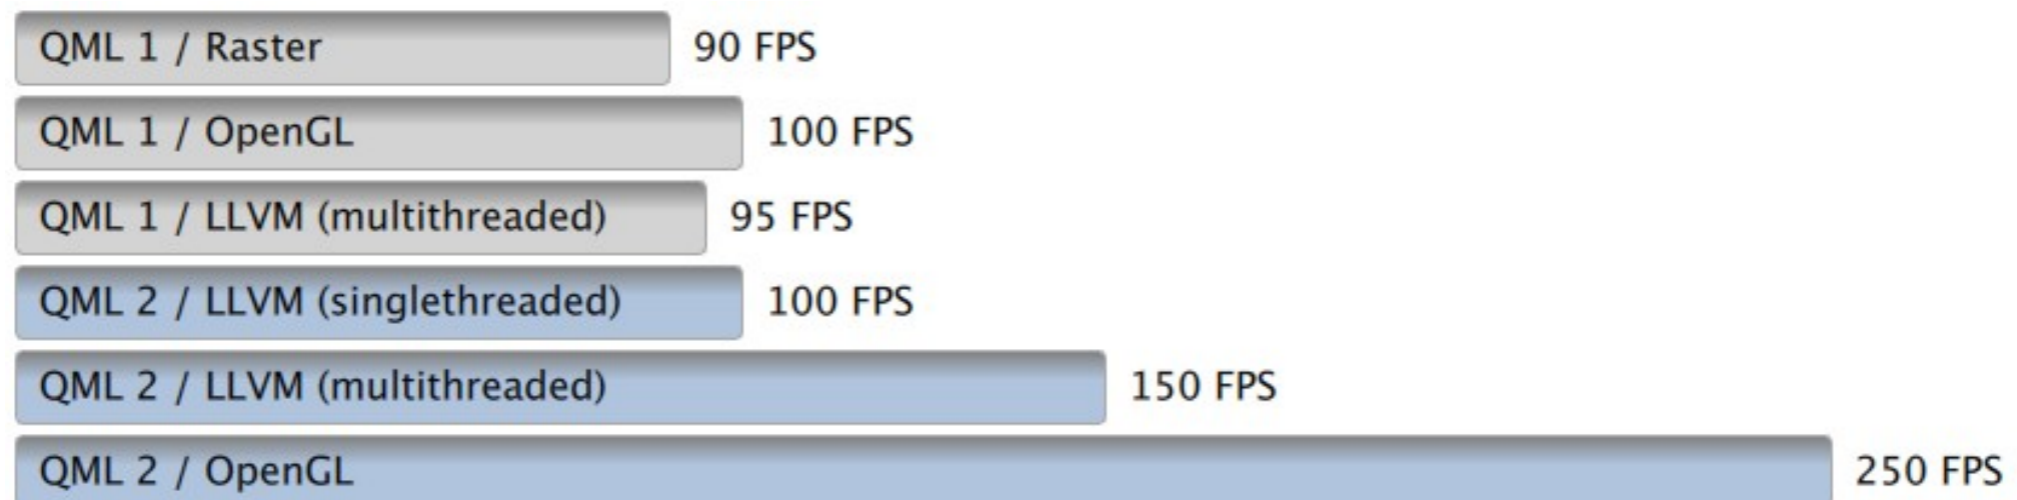 QML 1 / Raster 90 FPS
QML 1 / OpenGL 100 FPS
QML 1 / LLVM (multithreaded) 95 FPS
QML 2 / LLVM (singlethreaded) 100 FPS
QML 2 / LLVM (multithreaded) 150 FPS
QML 2 / OpenGL 250 FPS